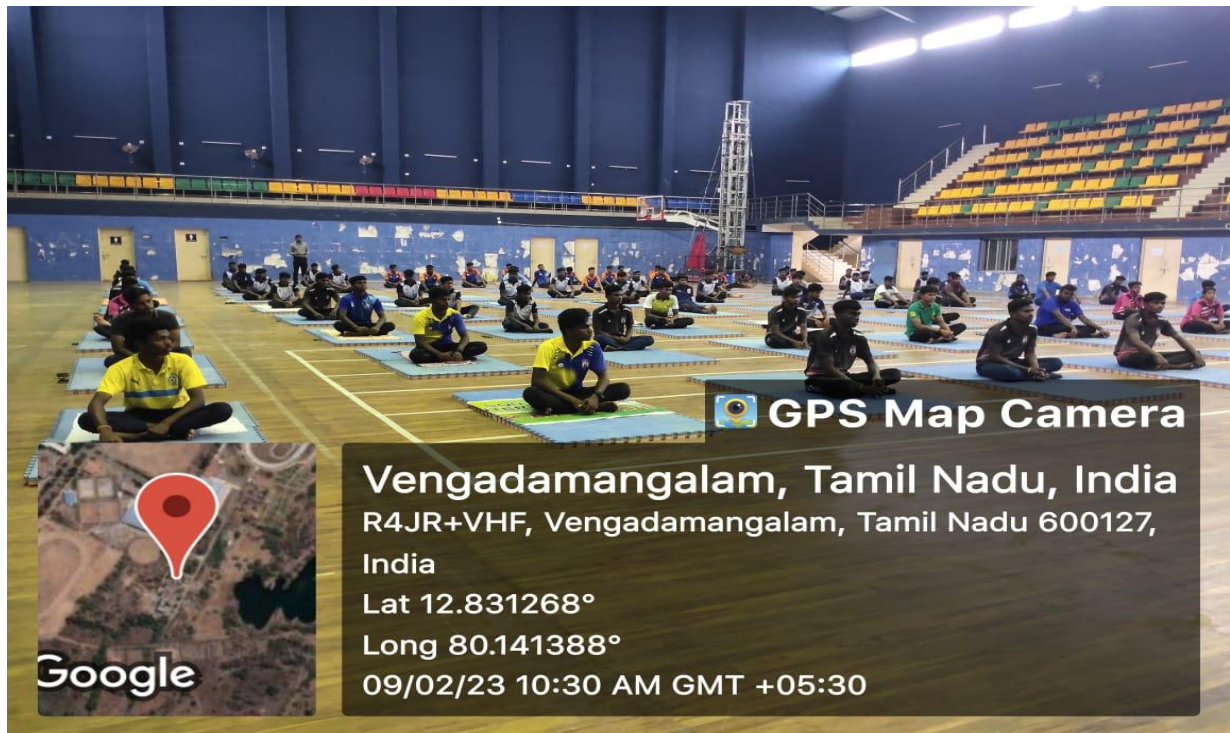 GPS Map Camera
Vengadamangalam, Tamil Nadu, India
R4JR+VHF, Vengadamangalam, Tamil Nadu 600127,
India
Lat 12.831268°
Long 80.141388°
09/02/23 10:30 AM GMT +05:30
Google